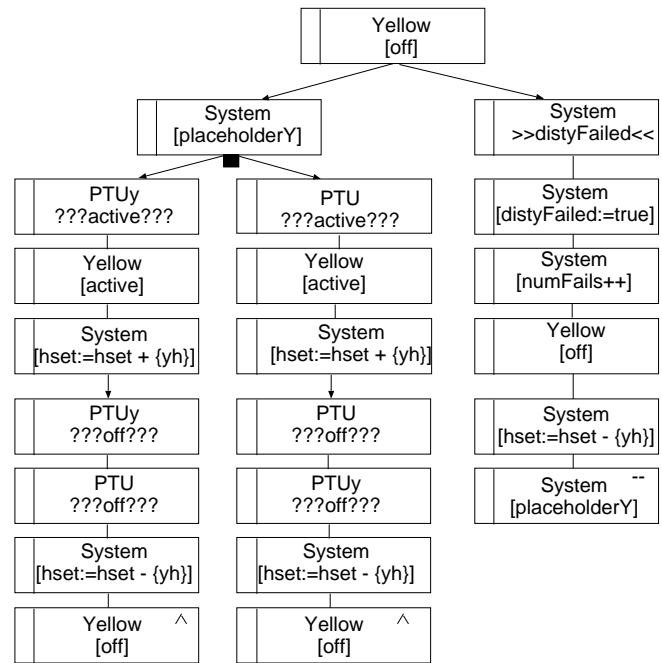 Yellow
[off]
System
[placeholderY]
System
>>distyFailed<<
PTUy
???active???
PTU
???active???
System
[distyFailed:=true]
Yellow
[active]
Yellow
[active]
System
[numFails++]
System
[hset:=hset + {yh}]
System
[hset:=hset + {yh}]
Yellow
[off]
PTUy
???off???
PTU
???off???
System
[hset:=hset - {yh}]
PTU
???off???
PTUy
???off???
System --
[placeholderY]
System
[hset:=hset - {yh}]
System
[hset:=hset - {yh}]
Yellow ^
[off]
Yellow ^
[off]